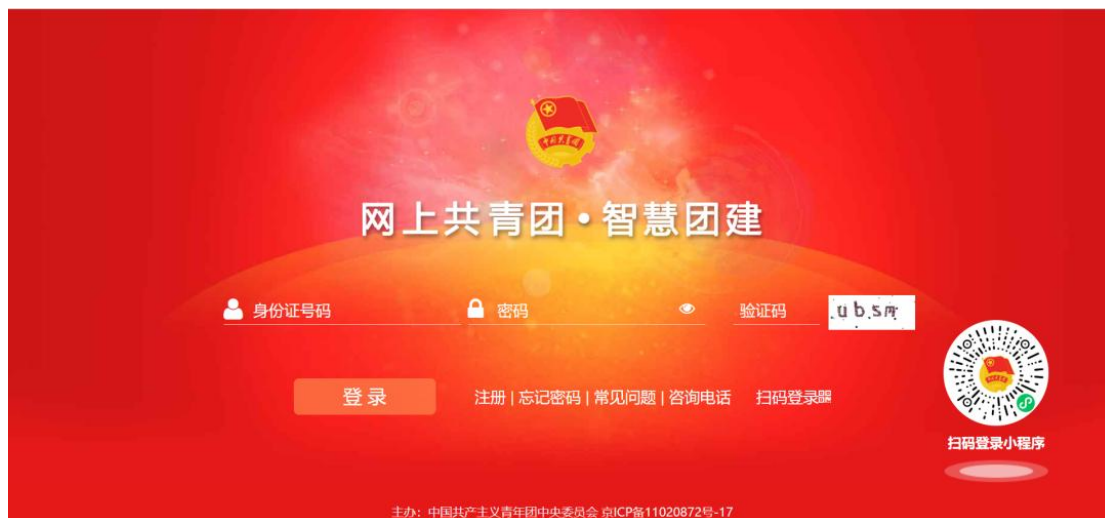 网上共青团·智慧团建
身份证号码 密码 验证码 ubsm
登录 注册 | 忘记密码 | 常见问题 | 咨询电话 扫码登录
扫码登录小程序
主办：中国共产主义青年团中央委员会 京ICP备11020872号-17